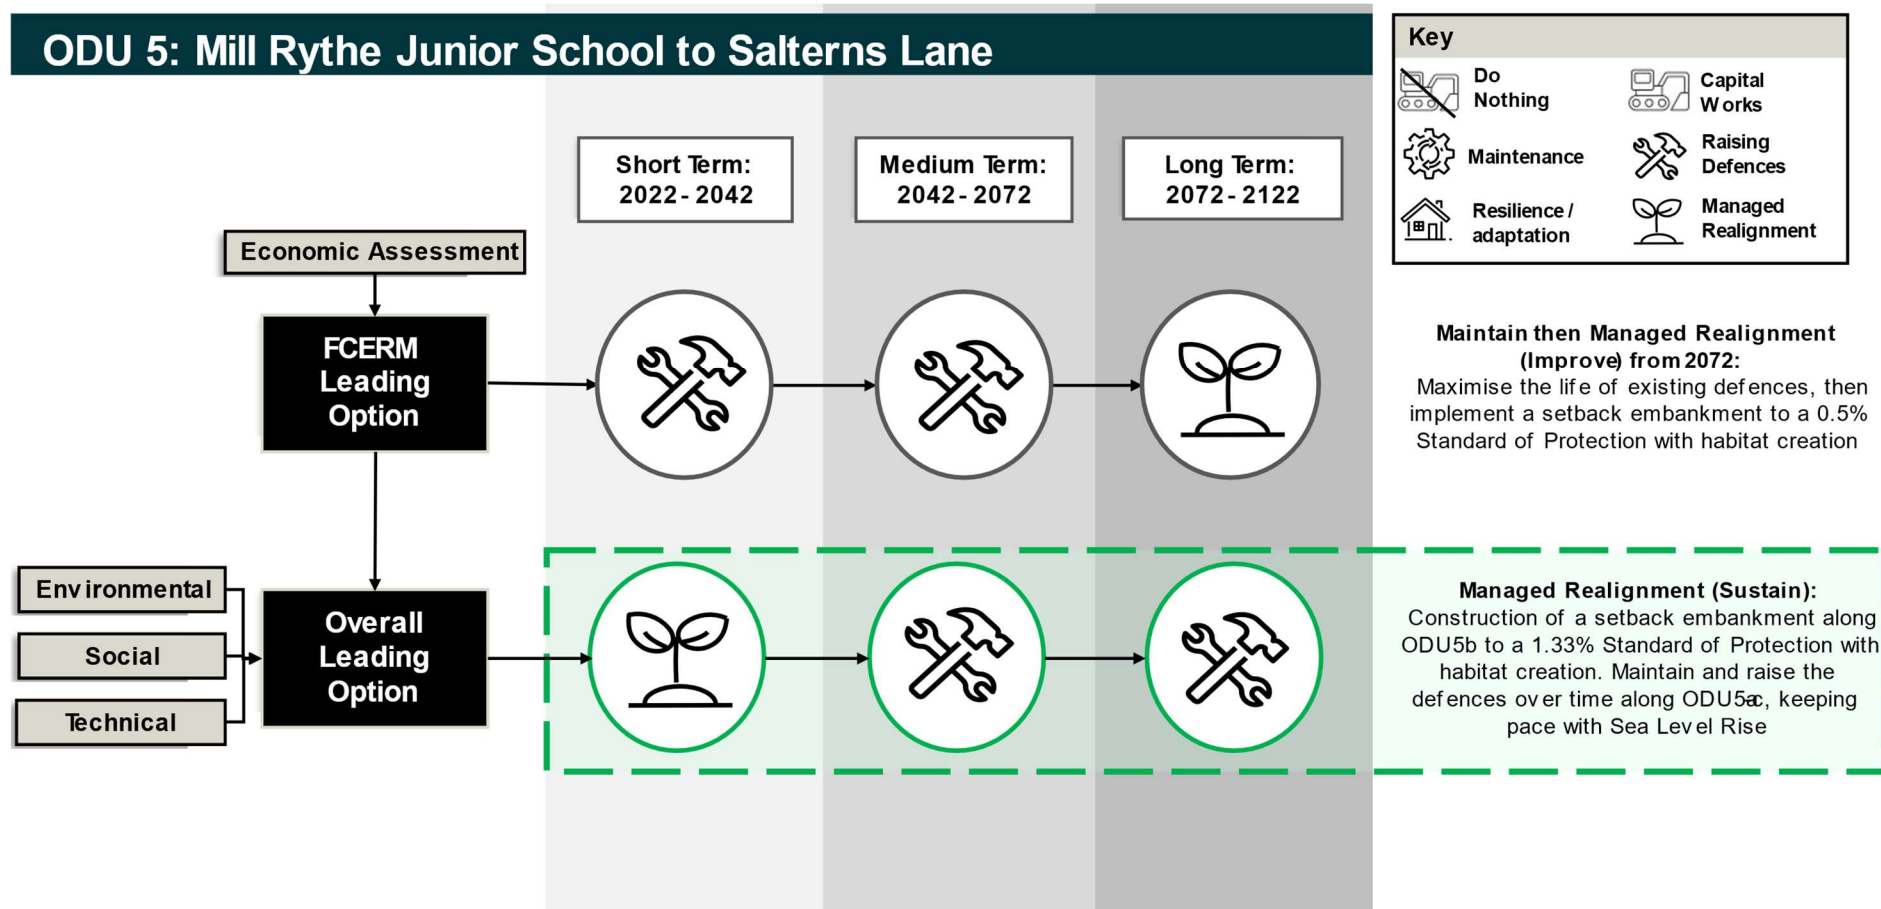 ODU 5: Mill Rythe Junior School to Salterns Lane
Key
Do
Nothing
Capital
Works
Maintenance
Raising
Defences
Resilience /
adaptation
Managed
Realignment
Short Term:
2022 - 2042
Medium Term:
2042 - 2072
Long Term:
2072 - 2122
Economic Assessment
FCERM
Leading
Option
Maintain then Managed Realignment
(Improve) from 2072:
Maximise the life of existing defences, then
implement a setback embankment to a 0.5%
Standard of Protection with habitat creation
Environmental
Social
Technical
Overall
Leading
Option
Managed Realignment (Sustain):
Construction of a setback embankment along
ODU5b to a 1.33% Standard of Protection with
habitat creation. Maintain and raise the
defences over time along ODU5a-c, keeping
pace with Sea Level Rise